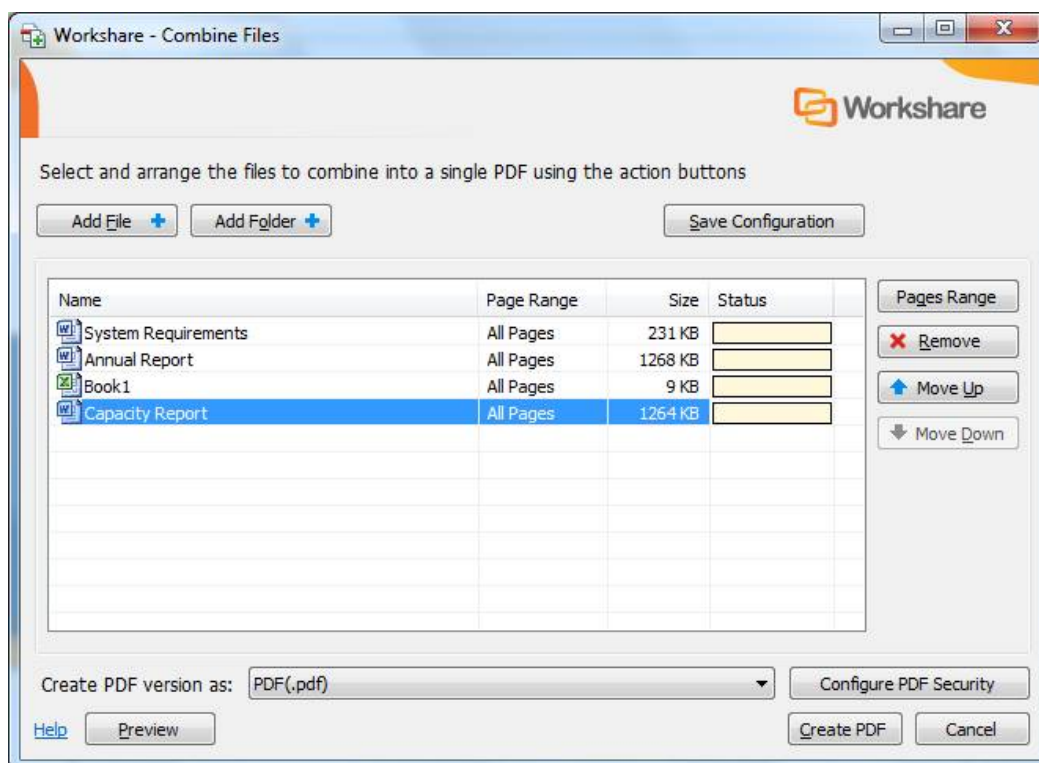 Workshare - Combine Files
Workshare
Select and arrange the files to combine into a single PDF using the action buttons
Add File Add Folder Save Configuration
Name Page Range Size Status Pages Range
System Requirements All Pages 231 KB
Remove
Annual Report All Pages 1268 KB
Book1 All Pages 9 KB Move Up
Capacity Report All Pages 1264 KB
Move Down
Create PDF version as: PDF(.pdf) Configure PDF Security
Help Preview Create PDF Cancel